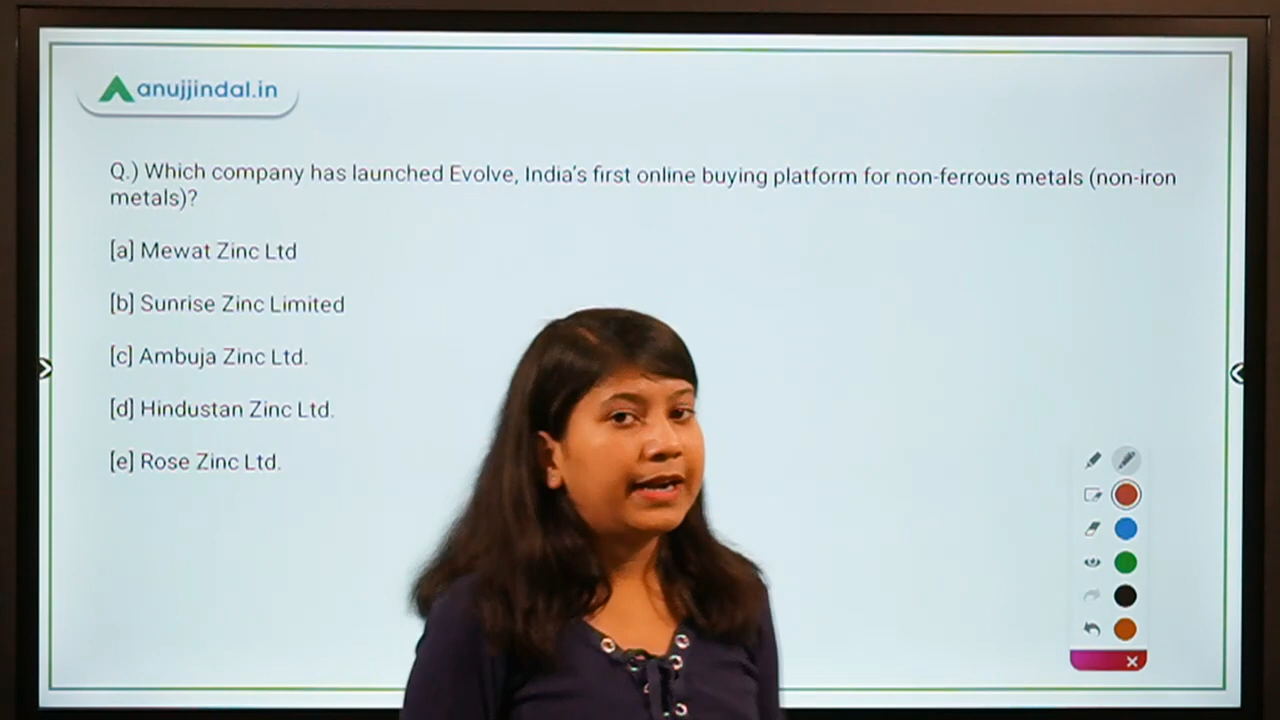 anujjindal.in
Q.) Which company has launched Evolve, India's first online buying platform for non-ferrous metals (non-iron
metals)?
[a] Mewat Zinc Ltd
[b] Sunrise Zinc Limited
[c] Ambuja Zinc Ltd.
[d] Hindustan Zinc Ltd.
[e] Rose Zinc Ltd.